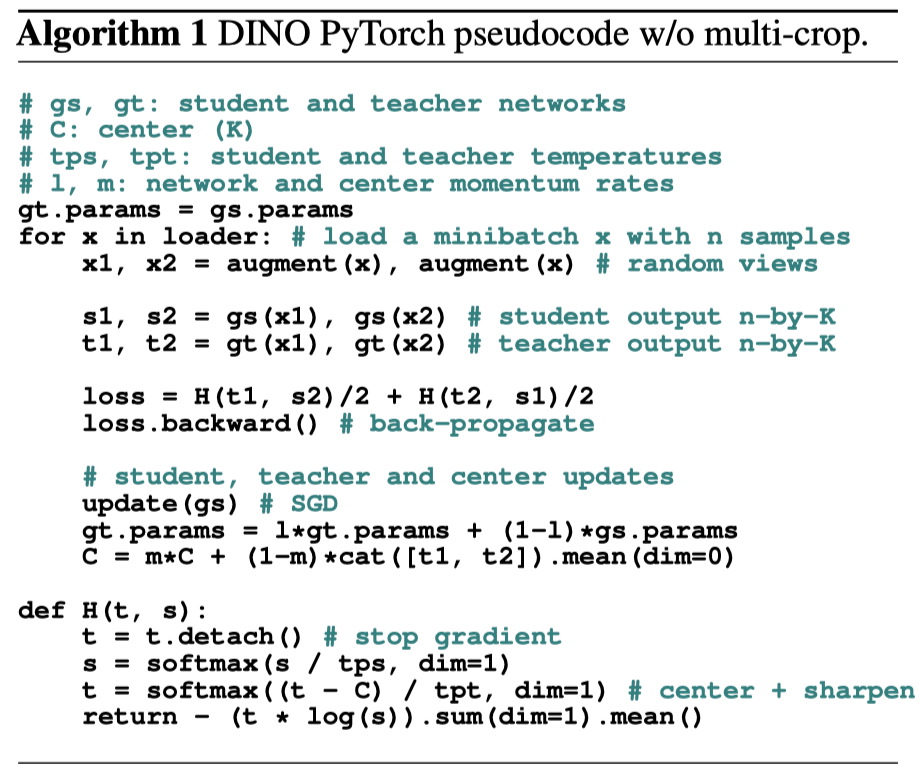 Algorithm 1 DINO PyTorch pseudocode w/o multi-crop.
# gs, gt: student and teacher networks
# C: center (K)
# tps, tpt: student and teacher temperatures
# l, m: network and center momentum rates
gt.params = gs.params
for x in loader: # load a minibatch x with n samples
    x1, x2 = augment(x), augment(x) # random views
    s1, s2 = gs(x1), gs(x2) # student output n-by-K
    t1, t2 = gt(x1), gt(x2) # teacher output n-by-K
    loss = H(t1, s2)/2 + H(t2, s1)/2
    loss.backward() # back-propagate
    # student, teacher and center updates
    update(gs) # SGD
    gt.params = l*gt.params + (1-l)*gs.params
    C = m*C + (1-m)*cat([t1, t2]).mean(dim=0)
def H(t, s):
    t = t.detach() # stop gradient
    s = softmax(s / tps, dim=1)
    t = softmax((t - C) / tpt, dim=1) # center + sharpen
    return - (t * log(s)).sum(dim=1).mean()